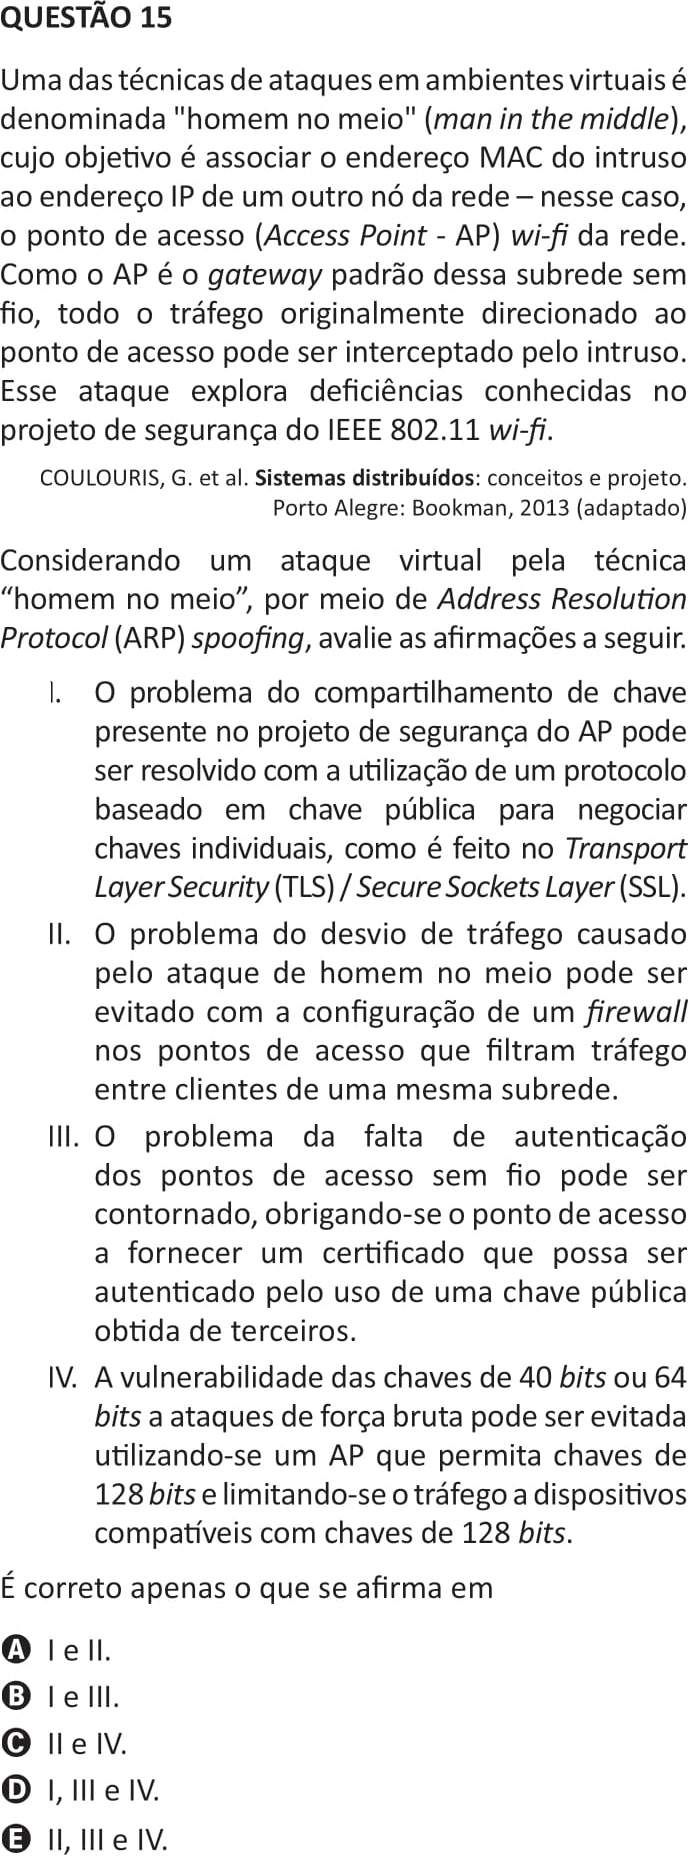 QUESTÃO 15
Uma das técnicas de ataques em ambientes virtuais é
denominada "homem no meio" (man in the middle),
cujo objetivo é associar o endereço MAC do intruso
ao endereço IP de um outro nó da rede – nesse caso,
o ponto de acesso (Access Point - AP) wi-fi da rede.
Como o AP é o gateway padrão dessa subrede sem
fio, todo o tráfego originalmente direcionado ao
ponto de acesso pode ser interceptado pelo intruso.
Esse ataque explora deficiências conhecidas no
projeto de segurança do IEEE 802.11 wi-fi.
COULOURIS, G. et al. Sistemas distribuídos: conceitos e projeto.
Porto Alegre: Bookman, 2013 (adaptado)
Considerando um ataque virtual pela técnica
“homem no meio”, por meio de Address Resolution
Protocol (ARP) spoofing, avalie as afirmações a seguir.
I. O problema do compartilhamento de chave
presente no projeto de segurança do AP pode
ser resolvido com a utilização de um protocolo
baseado em chave pública para negociar
chaves individuais, como é feito no Transport
Layer Security (TLS) / Secure Sockets Layer (SSL).
II. O problema do desvio de tráfego causado
pelo ataque de homem no meio pode ser
evitado com a configuração de um firewall
nos pontos de acesso que filtram tráfego
entre clientes de uma mesma subrede.
III. O problema da falta de autenticação
dos pontos de acesso sem fio pode ser
contornado, obrigando-se o ponto de acesso
a fornecer um certificado que possa ser
autenticado pelo uso de uma chave pública
obtida de terceiros.
IV. A vulnerabilidade das chaves de 40 bits ou 64
bits a ataques de força bruta pode ser evitada
utilizando-se um AP que permita chaves de
128 bits e limitando-se o tráfego a dispositivos
compatíveis com chaves de 128 bits.
É correto apenas o que se afirma em
A I e II.
B I e III.
C II e IV.
D I, III e IV.
E II, III e IV.